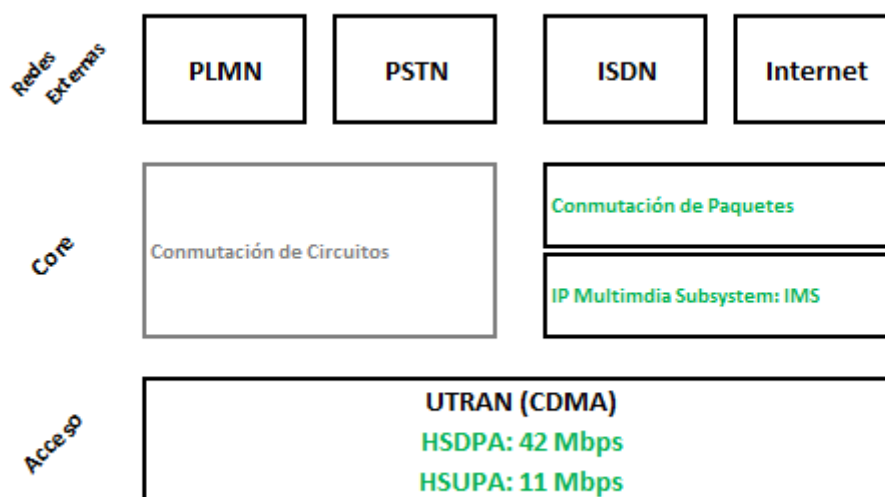 Redes
Externas
PLMN
PSTN
ISDN
Internet
Core
Conmutación de Circuitos
Conmutación de Paquetes
IP Multimdia Subsystem: IMS
Acceso
UTRAN (CDMA)
HSDPA: 42 Mbps
HSUPA: 11 Mbps